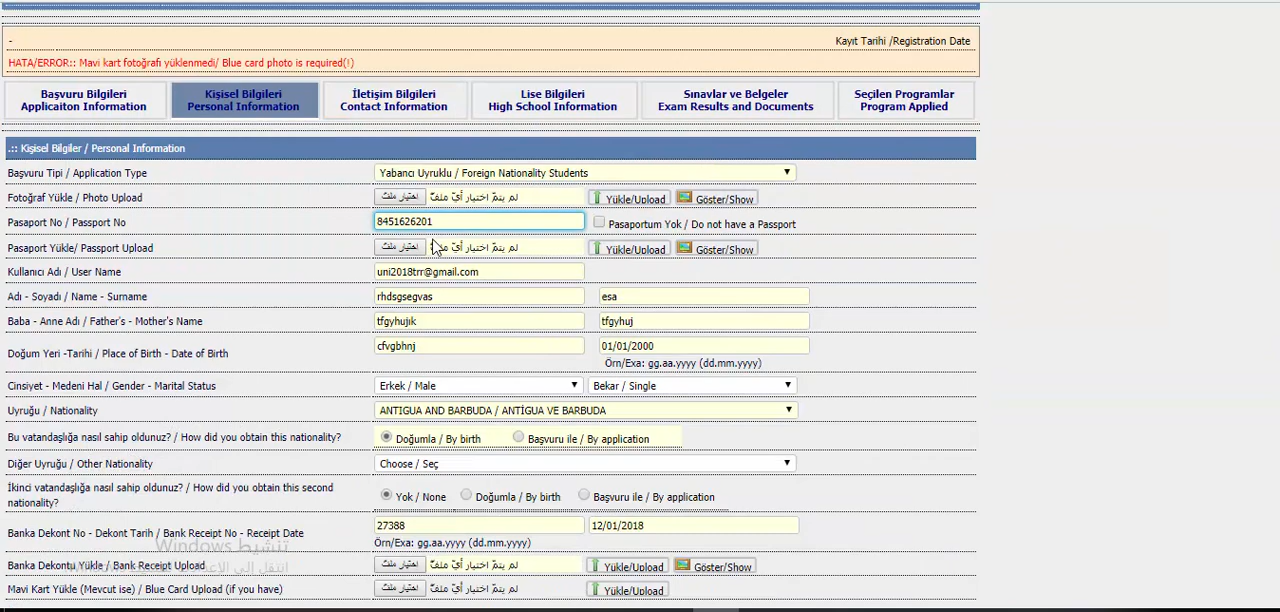 -
Kayıt Tarihi /Registration Date
HATA/ERROR:: Mavi kart fotoğrafı yüklenmedi/ Blue card photo is required(!)
Başvuru Bilgileri
Applicaiton Information
Kişisel Bilgileri
Personal Information
İletişim Bilgileri
Contact Information
Lise Bilgileri
High School Information
Sınavlar ve Belgeler
Exam Results and Documents
Seçilen Programlar
Program Applied
.:: Kişisel Bilgiler / Personal Information
Başvuru Tipi / Application Type Yabancı Uyruklu / Foreign Nationality Students
Fotoğraf Yükle / Photo Upload اختيار ملفّ لم يتمّ اختيار أيّ ملفّ Yükle/Upload Göster/Show
Pasaport No / Passport No 8451626201 Pasaportum Yok / Do not have a Passport
Pasaport Yükle/ Passport Upload اختيار ملفّ لم يتمّ اختيار أيّ ملفّ Yükle/Upload Göster/Show
Kullanıcı Adı / User Name uni2018trr@gmail.com
Adı - Soyadı / Name - Surname rhdsgsegvas esa
Baba - Anne Adı / Father's - Mother's Name tfgyhujık tfgyhuj
Doğum Yeri -Tarihi / Place of Birth - Date of Birth cfvgbhnj 01/01/2000
Örn/Exa: gg.aa.yyyy (dd.mm.yyyy)
Cinsiyet - Medeni Hal / Gender - Marital Status Erkek / Male Bekar / Single
Uyruğu / Nationality ANTIGUA AND BARBUDA / ANTİGUA VE BARBUDA
Bu vatandaşlığa nasıl sahip oldunuz? / How did you obtain this nationality? Doğumla / By birth Başvuru ile / By application
Diğer Uyruğu / Other Nationality Choose / Seç
İkinci vatandaşlığa nasıl sahip oldunuz? / How did you obtain this second
nationality?
Yok / None Doğumla / By birth Başvuru ile / By application
Banka Dekont No - Dekont Tarih / Bank Receipt No - Receipt Date 27388 12/01/2018
Örn/Exa: gg.aa.yyyy (dd.mm.yyyy)
تنشيط Windows
Banka Dekontu Yükle / Bank Receipt Upload اختيار ملفّ لم يتمّ اختيار أيّ ملفّ Yükle/Upload Göster/Show
انتقل إلى
Mavi Kart Yükle (Mevcut ise) / Blue Card Upload (if you have) اختيار ملفّ لم يتمّ اختيار أيّ ملفّ Yükle/Upload